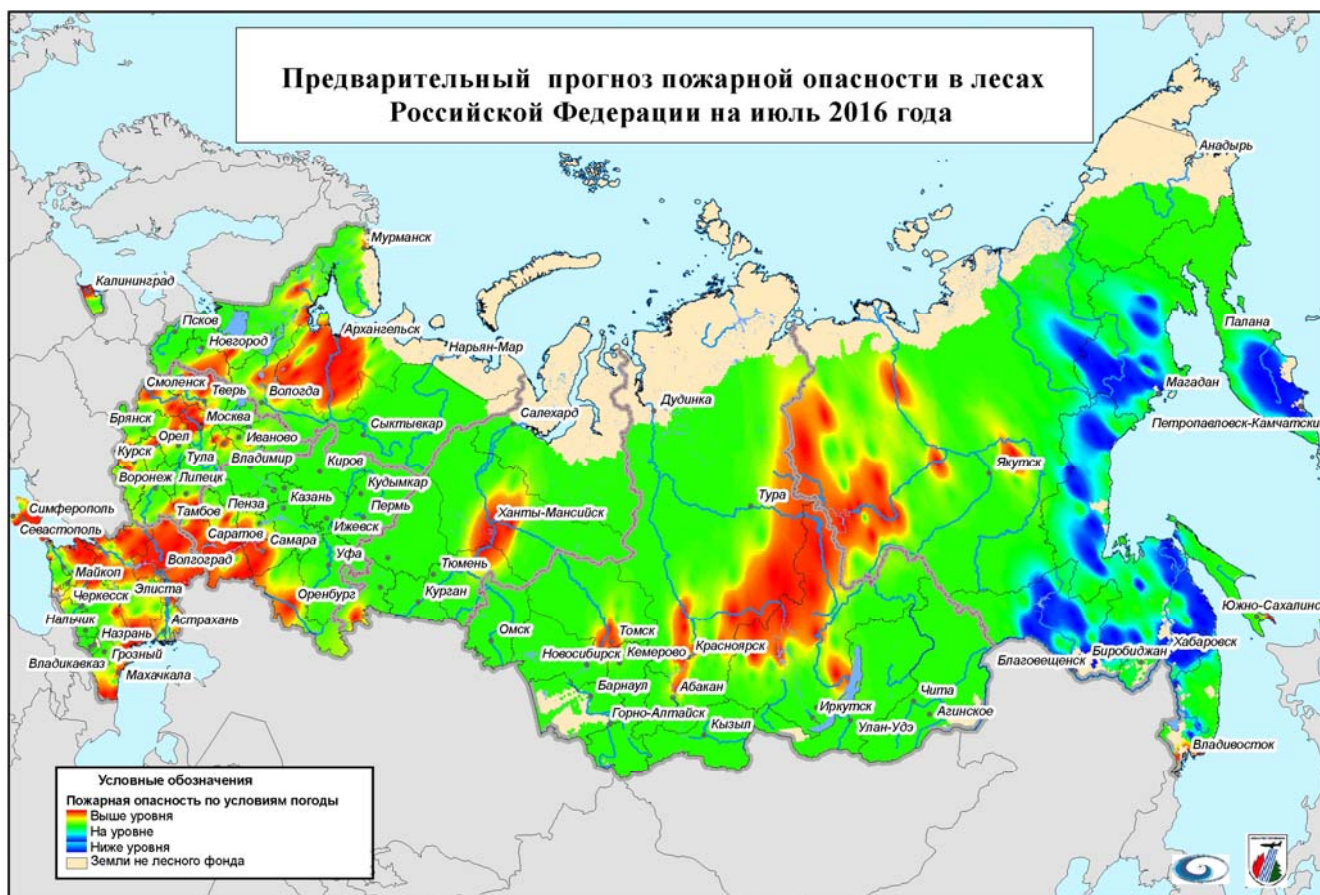 Предварительный прогноз пожарной опасности в лесах
Российской Федерации на июль 2016 года
Анадырь
Мурманск
Калининград
Палана
Псков
Архангельск
Новгород
Нарьян-Мар
Смоленск
Тверь
Вологда
Магадан
Салехард
Дудинка
Брянск
Москва
Сыктывкар
Петропавловск-Камчатский
Орел
Иваново
Курск
Тула
Владимир
Киров
Якутск
Воронеж
Липецк
Кудымкар
Казань
Тура
Пенза
Пермь
Симферополь
Тамбов
Ханты-Мансийск
Севастополь
Ижевск
Саратов
Самара
Волгоград
Уфа
Тюмень
Майкоп
Элиста
Курган
Черкесск
Оренбург
Южно-Сахалинс
Нальчик
Астрахань
Омск
Томск
Назрань
Красноярск
Хабаровск
Грозный
Новосибирск
Кемерово
Биробиджан
Владикавказ
Благовещенск
Махачкала
Барнаул
Абакан
Чита
Иркутск
Горно-Алтайск
Агинское
Кызыл
Улан-Удэ
Владивосток
Условные обозначения
Пожарная опасность по условиям погоды
Выше уровня
На уровне
Ниже уровня
Земли не лесного фонда